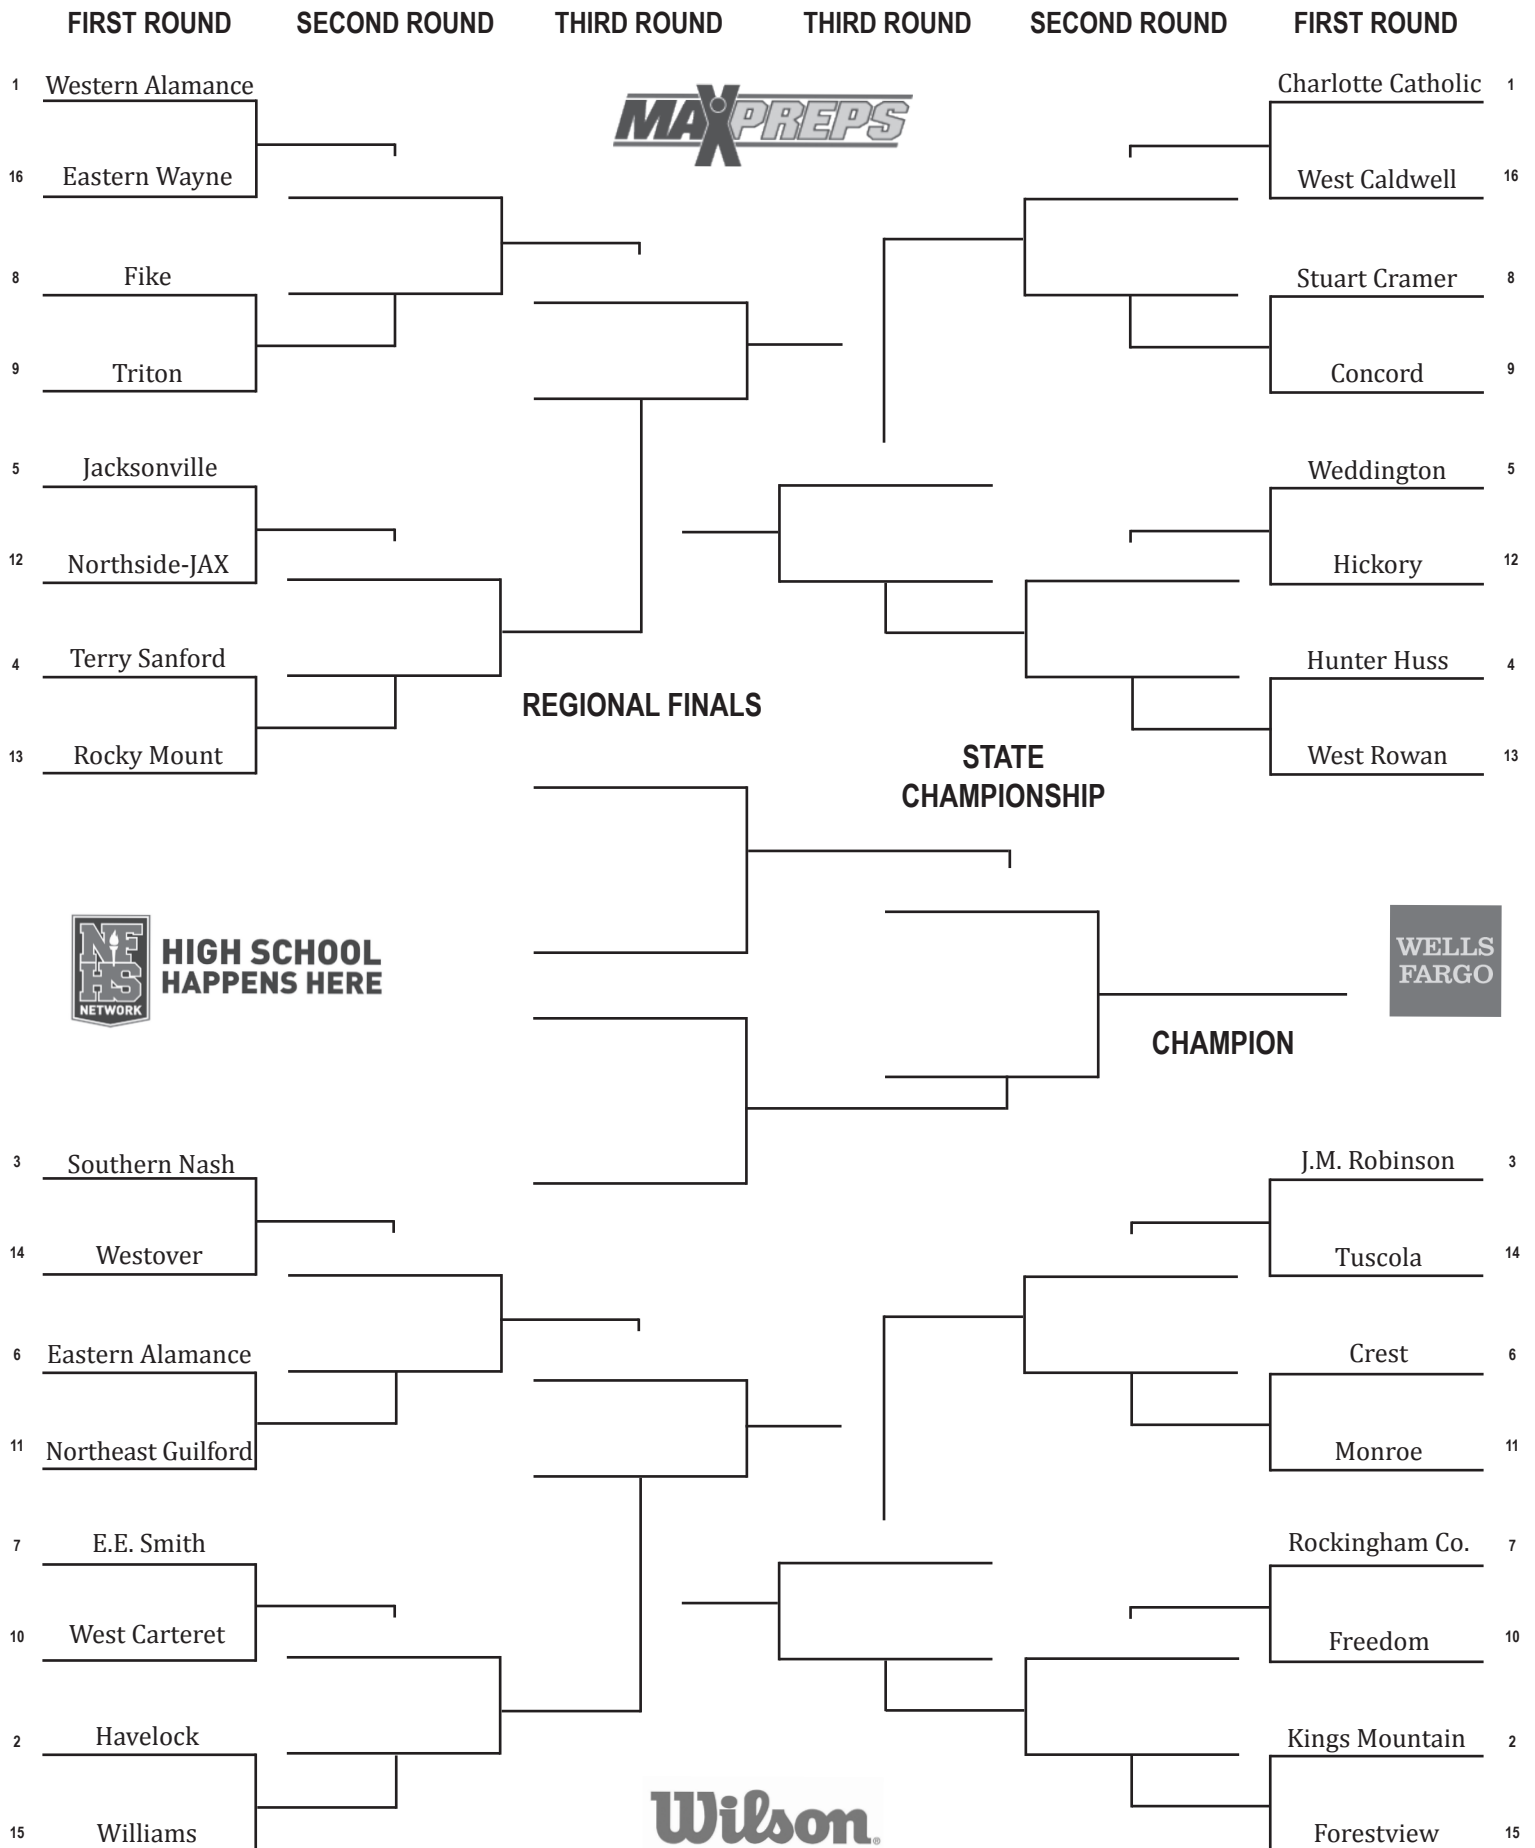 FIRST ROUND SECOND ROUND THIRD ROUND THIRD ROUND SECOND ROUND FIRST ROUND
MAXPREPS
1 Western Alamance
16 Eastern Wayne
8 Fike
9 Triton
5 Jacksonville
12 Northside-JAX
4 Terry Sanford
13 Rocky Mount
Charlotte Catholic 1
West Caldwell 16
Stuart Cramer 8
Concord 9
Weddington 5
Hickory 12
Hunter Huss 4
West Rowan 13
REGIONAL FINALS
STATE
CHAMPIONSHIP
NF
HS
NETWORK
HIGH SCHOOL
HAPPENS HERE
WELLS
FARGO
CHAMPION
3 Southern Nash
14 Westover
6 Eastern Alamance
11 Northeast Guilford
7 E.E. Smith
10 West Carteret
2 Havelock
15 Williams
J.M. Robinson 3
Tuscola 14
Crest 6
Monroe 11
Rockingham Co. 7
Freedom 10
Kings Mountain 2
Forestview 15
Wilson®